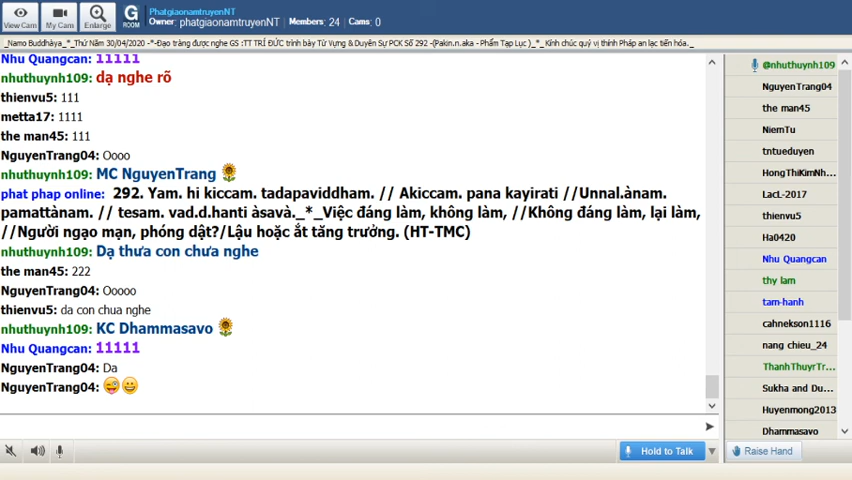 View Cam
My Cam
Enlarge
G
ROOM
PhatgiaonamtruyenNT
Owner: phatgiaonamtruyenNT | Members: 24 | Cams: 0
_Namo Buddhàya_*_Thứ Năm 30/04/2020 -*-Đạo tràng được nghe GS :TT TRÍ ĐỨC trình bày Từ Vựng & Duyên Sự PCK Số 292 -(Pakin.n.aka - Phẩm Tạp Lục )_*_ Kính chúc quý vị thính Pháp an lạc tiến hóa._
Nhu Quangcan: 11111
nhuthuynh109: dạ nghe rõ
thienvu5: 111
metta17: 1111
the man45: 111
NguyenTrang04: Oooo
nhuthuynh109: MC NguyenTrang 🌻
phat phap online: 292. Yam. hi kiccam. tadapaviddham. // Akiccam. pana kayirati //Unnal.ànam.
pamattànam. // tesam. vad.d.hanti àsavà._*_Việc đáng làm, không làm, //Không đáng làm, lại làm,
//Người ngạo mạn, phóng dật?/Lậu hoặc ắt tăng trưởng. (HT-TMC)
nhuthuynh109: Dạ thưa con chưa nghe
the man45: 222
NguyenTrang04: Ooooo
thienvu5: da con chua nghe
nhuthuynh109: KC Dhammasavo 🌻
Nhu Quangcan: 11111
NguyenTrang04: Da
NguyenTrang04: 😜😀
@nhuthuynh109
NguyenTrang04
the man45
NiemTu
tntueduyen
HongThiKimNh...
LacL-2017
thienvu5
Ha0420
Nhu Quangcan
thy lam
tam-hanh
cahnekson1116
nang chieu_24
ThanhThuyrTr...
Sukha and Du...
Huyenmong2013
Dhammasavo
Hold to Talk
Raise Hand